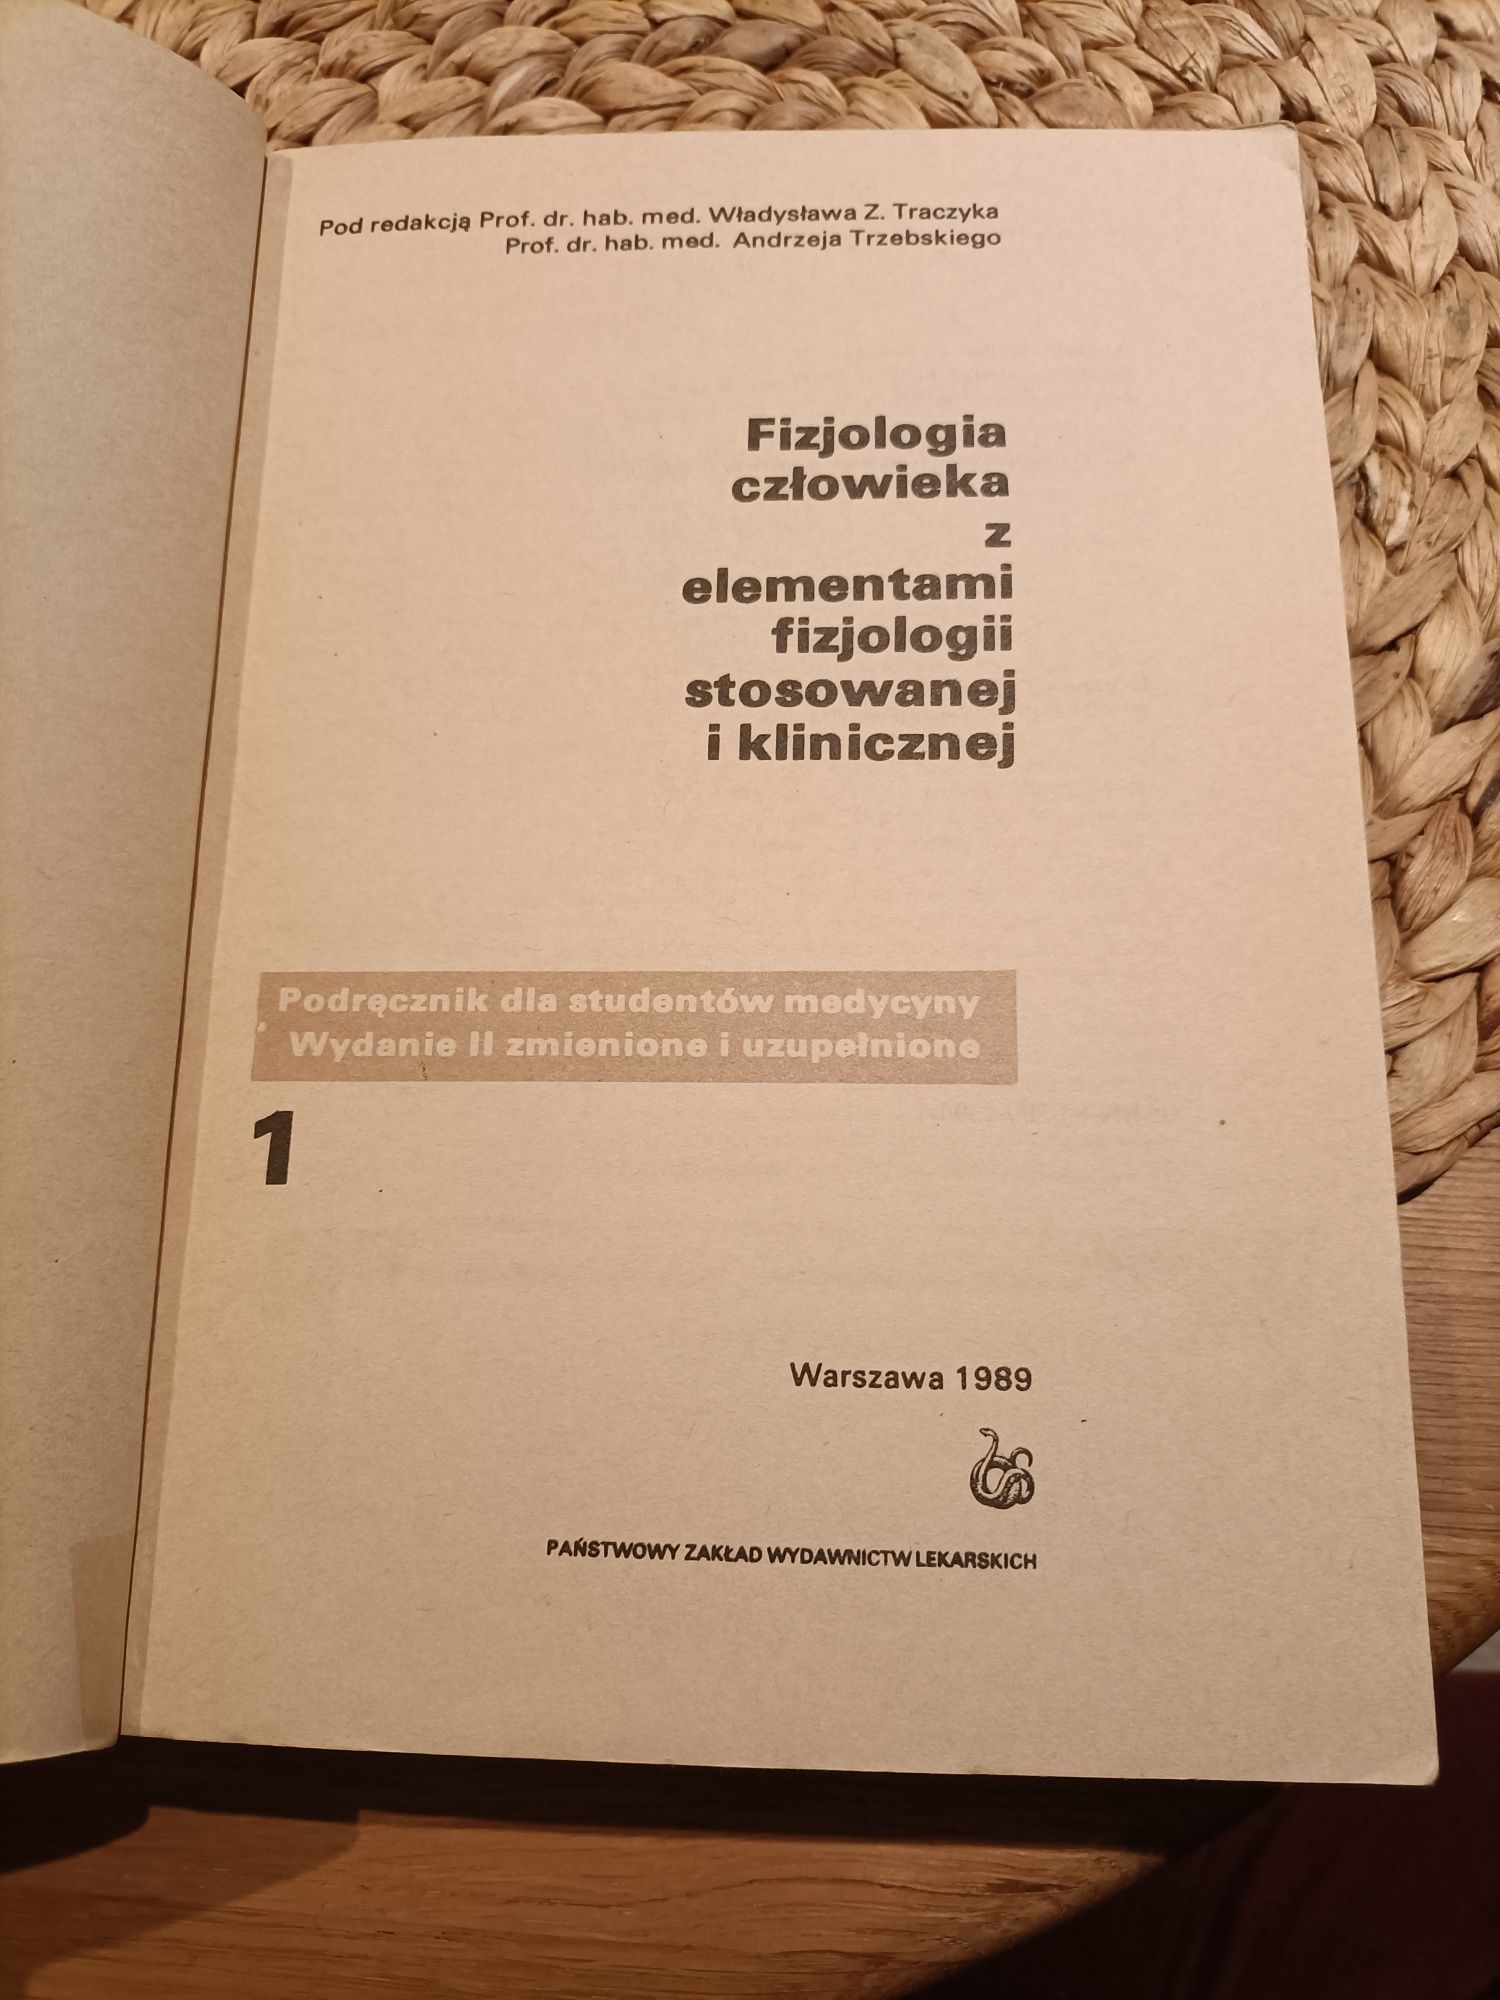 Pod redakcją Prof. dr. hab. med. Władysława Z. Traczyka
Prof. dr. hab. med. Andrzeja Trzebskiego
Fizjologia
człowieka
z
elementami
fizjologii
stosowanej
i klinicznej
Podręcznik dla studentów medycyny
Wydanie II zmienione i uzupełnione
1
Warszawa 1989
PAŃSTWOWY ZAKŁAD WYDAWNICTW LEKARSKICH